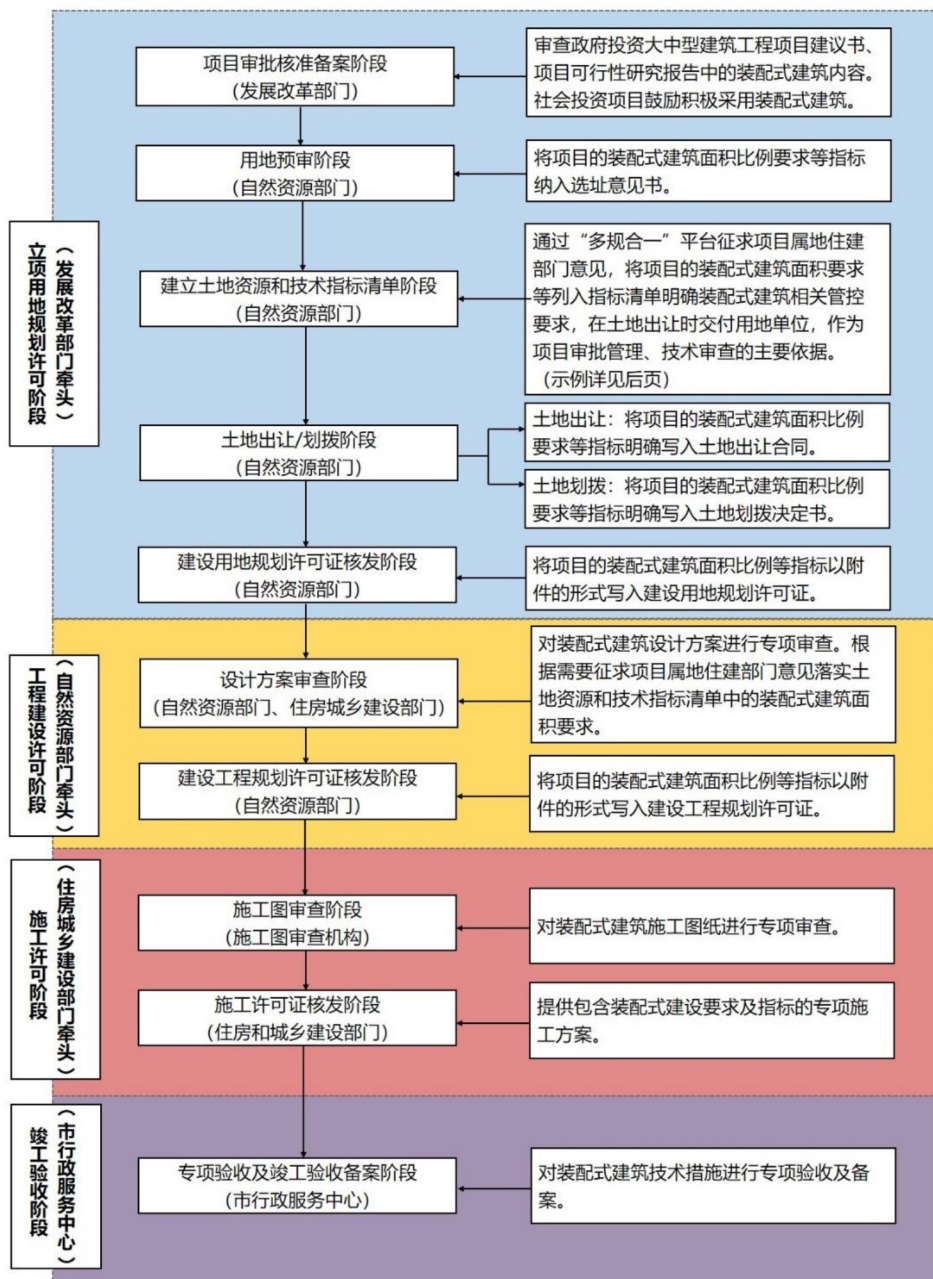 立项用地规划许可阶段
（发展改革部门牵头）
项目审批核准备案阶段
（发展改革部门）
审查政府投资大中型建筑工程项目建议书、
项目可行性研究报告中的装配式建筑内容。
社会投资项目鼓励积极采用装配式建筑。
用地预审阶段
（自然资源部门）
将项目的装配式建筑面积比例要求等指标
纳入选址意见书。
建立土地资源和技术指标清单阶段
（自然资源部门）
通过“多规合一”平台征求项目属地住建
部门意见，将项目的装配式建筑面积要求
等列入指标清单明确装配式建筑相关管控
要求，在土地出让时交付用地单位，作为
项目审批管理、技术审查的主要依据。
（示例详见后页）
土地出让/划拨阶段
（自然资源部门）
土地出让：将项目的装配式建筑面积比例
要求等指标明确写入土地出让合同。
土地划拨：将项目的装配式建筑面积比例
要求等指标明确写入土地划拨决定书。
建设用地规划许可证核发阶段
（自然资源部门）
将项目的装配式建筑面积比例等指标以附
件的形式写入建设用地规划许可证。
工程建设许可阶段
（自然资源部门牵头）
设计方案审查阶段
（自然资源部门、住房城乡建设部门）
对装配式建筑设计方案进行专项审查。根
据需要征求项目属地住建部门意见落实土
地资源和技术指标清单中的装配式建筑面
积要求。
建设工程规划许可证核发阶段
（自然资源部门）
将项目的装配式建筑面积比例等指标以附
件的形式写入建设工程规划许可证。
施工许可阶段
（住房城乡建设部门牵头）
施工图审查阶段
（施工图审查机构）
对装配式建筑施工图纸进行专项审查。
施工许可证核发阶段
（住房和城乡建设部门）
提供包含装配式建设要求及指标的专项施
工方案。
竣工验收阶段
（市行政服务中心）
专项验收及竣工验收备案阶段
（市行政服务中心）
对装配式建筑技术措施进行专项验收及备
案。